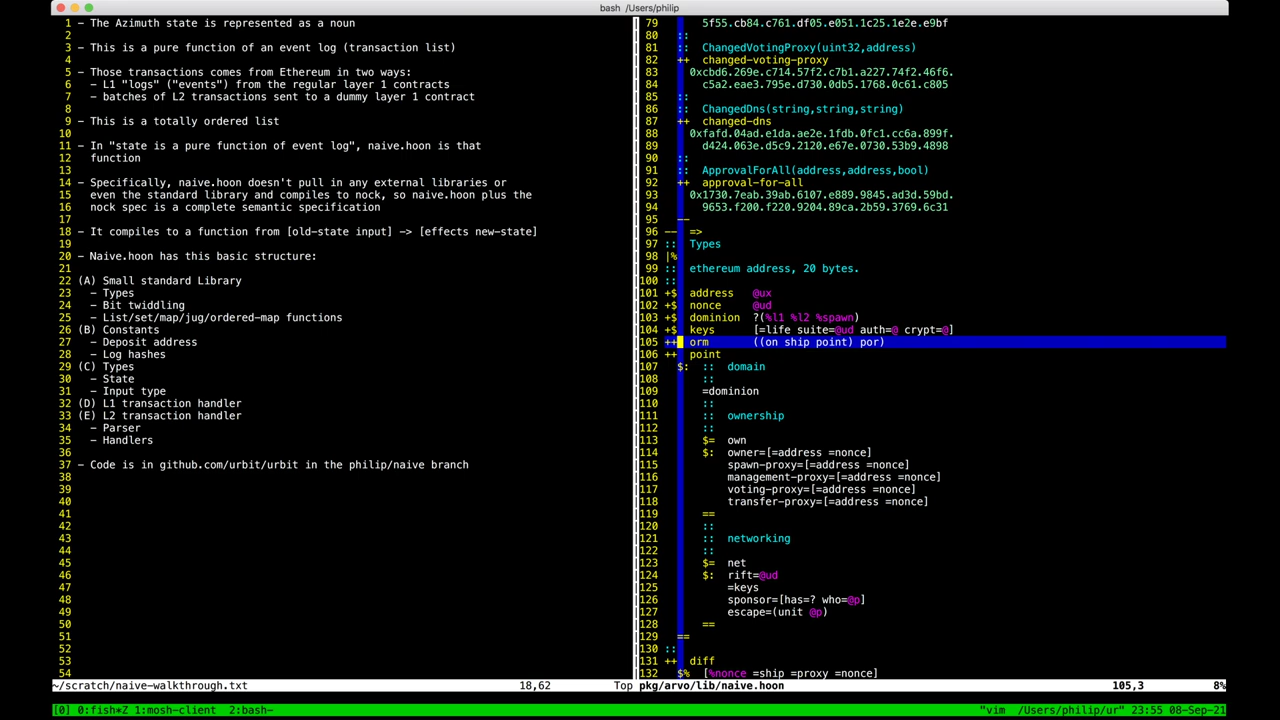 bash /Users/philip
1 - The Azimuth state is represented as a noun
2
3 - This is a pure function of an event log (transaction list)
4
5 - Those transactions comes from Ethereum in two ways:
6   - L1 "logs" ("events") from the regular layer 1 contracts
7   - batches of L2 transactions sent to a dummy layer 1 contract
8
9 - This is a totally ordered list
10
11 - In "state is a pure function of event log", naive.hoon is that
12   function
13
14 - Specifically, naive.hoon doesn't pull in any external libraries or
15   even the standard library and compiles to nock, so naive.hoon plus the
16   nock spec is a complete semantic specification
17
18 - It compiles to a function from [old-state input] -> [effects new-state]
19
20 - Naive.hoon has this basic structure:
21
22 (A) Small standard Library
23   - Types
24   - Bit twiddling
25   - List/set/map/jug/ordered-map functions
26 (B) Constants
27   - Deposit address
28   - Log hashes
29 (C) Types
30   - State
31   - Input type
32 (D) L1 transaction handler
33 (E) L2 transaction handler
34   - Parser
35   - Handlers
36
37 - Code is in github.com/urbit/urbit in the philip/naive branch
38
39
40
41
42
43
44
45
46
47
48
49
50
51
52
53
54
~/scratch/naive-walkthrough.txt 18,62 Top
79     5f55.cb84.c761.df05.e051.1c25.1e2e.e9bf
80 ::
81 ::  ChangedVotingProxy(uint32,address)
82 ++  changed-voting-proxy
83   0xcbd6.269e.c714.57f2.c7b1.a227.74f2.46f6.
84     c5a2.eae3.795e.d730.0db5.1768.0c61.c805
85 ::
86 ::  ChangedDns(string,string,string)
87 ++  changed-dns
88   0xfafd.04ad.e1da.ae2e.1fdb.0fc1.cc6a.899f.
89     d424.063e.d5c9.2120.e67e.0730.53b9.4898
90 ::
91 ::  ApprovalForAll(address,address,bool)
92 ++  approval-for-all
93   0x1730.7eab.39ab.6107.e889.9845.ad3d.59bd.
94     9653.f200.f220.9204.89ca.2b59.3769.6c31
95 --
96 --  =>
97 ::  Types
98 |%
99 ::  ethereum address, 20 bytes.
100 ::
101 +$  address   @ux
102 +$  nonce     @ud
103 +$  dominion  ?(%l1 %l2 %spawn)
104 +$  keys      [=life suite=@ud auth=@ crypt=@]
105 ++  orm       ((on ship point) por)
106 ++  point
107   $:  ::  domain
108       ::
109       =dominion
110       ::
111       ::  ownership
112       ::
113       $=  own
114       $:  owner=[=address =nonce]
115           spawn-proxy=[=address =nonce]
116           management-proxy=[=address =nonce]
117           voting-proxy=[=address =nonce]
118           transfer-proxy=[=address =nonce]
119       ==
120       ::
121       ::  networking
122       ::
123       $=  net
124       $:  rift=@ud
125           =keys
126           sponsor=[has=? who=@p]
127           escape=(unit @p)
128       ==
129   ==
130 ::
131 ++  diff
132   $%  [%nonce =ship =proxy =nonce]
pkg/arvo/lib/naive.hoon 105,3 8%
[0] 0:fish*Z 1:mosh-client  2:bash- "vim  /Users/philip/ur" 23:55 08-Sep-21